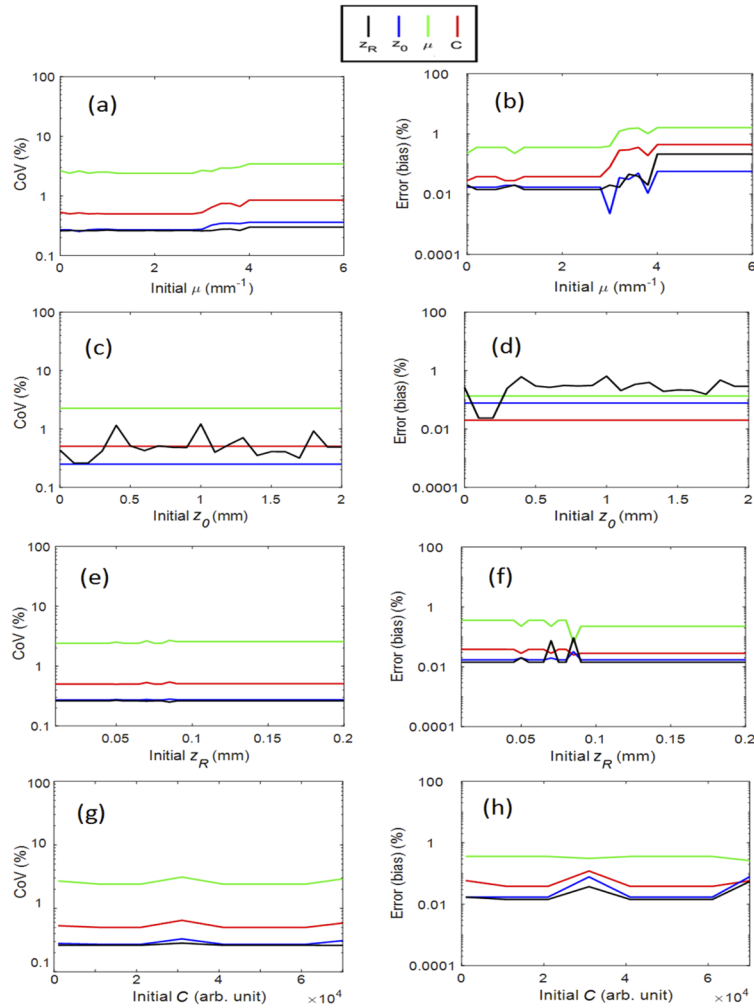 z_R z_0 μ C
(a)
CoV (%)
100
10
1
0.1
0 2 4 6
Initial μ (mm⁻¹)
(b)
Error (bias) (%)
100
1
0.01
0.0001
0 2 4 6
Initial μ (mm⁻¹)
(c)
CoV (%)
100
10
1
0.1
0 0.5 1 1.5 2
Initial z_0 (mm)
(d)
Error (bias) (%)
100
1
0.01
0.0001
0 0.5 1 1.5 2
Initial z_0 (mm)
(e)
CoV (%)
100
10
1
0.1
0.05 0.1 0.15 0.2
Initial z_R (mm)
(f)
Error (bias) (%)
100
1
0.01
0.0001
0.05 0.1 0.15 0.2
Initial z_R (mm)
(g)
CoV (%)
100
10
1
0.1
0 2 4 6
Initial C (arb. unit) ×10⁴
(h)
Error (bias) (%)
100
1
0.01
0.0001
0 2 4 6
Initial C (arb. unit) ×10⁴